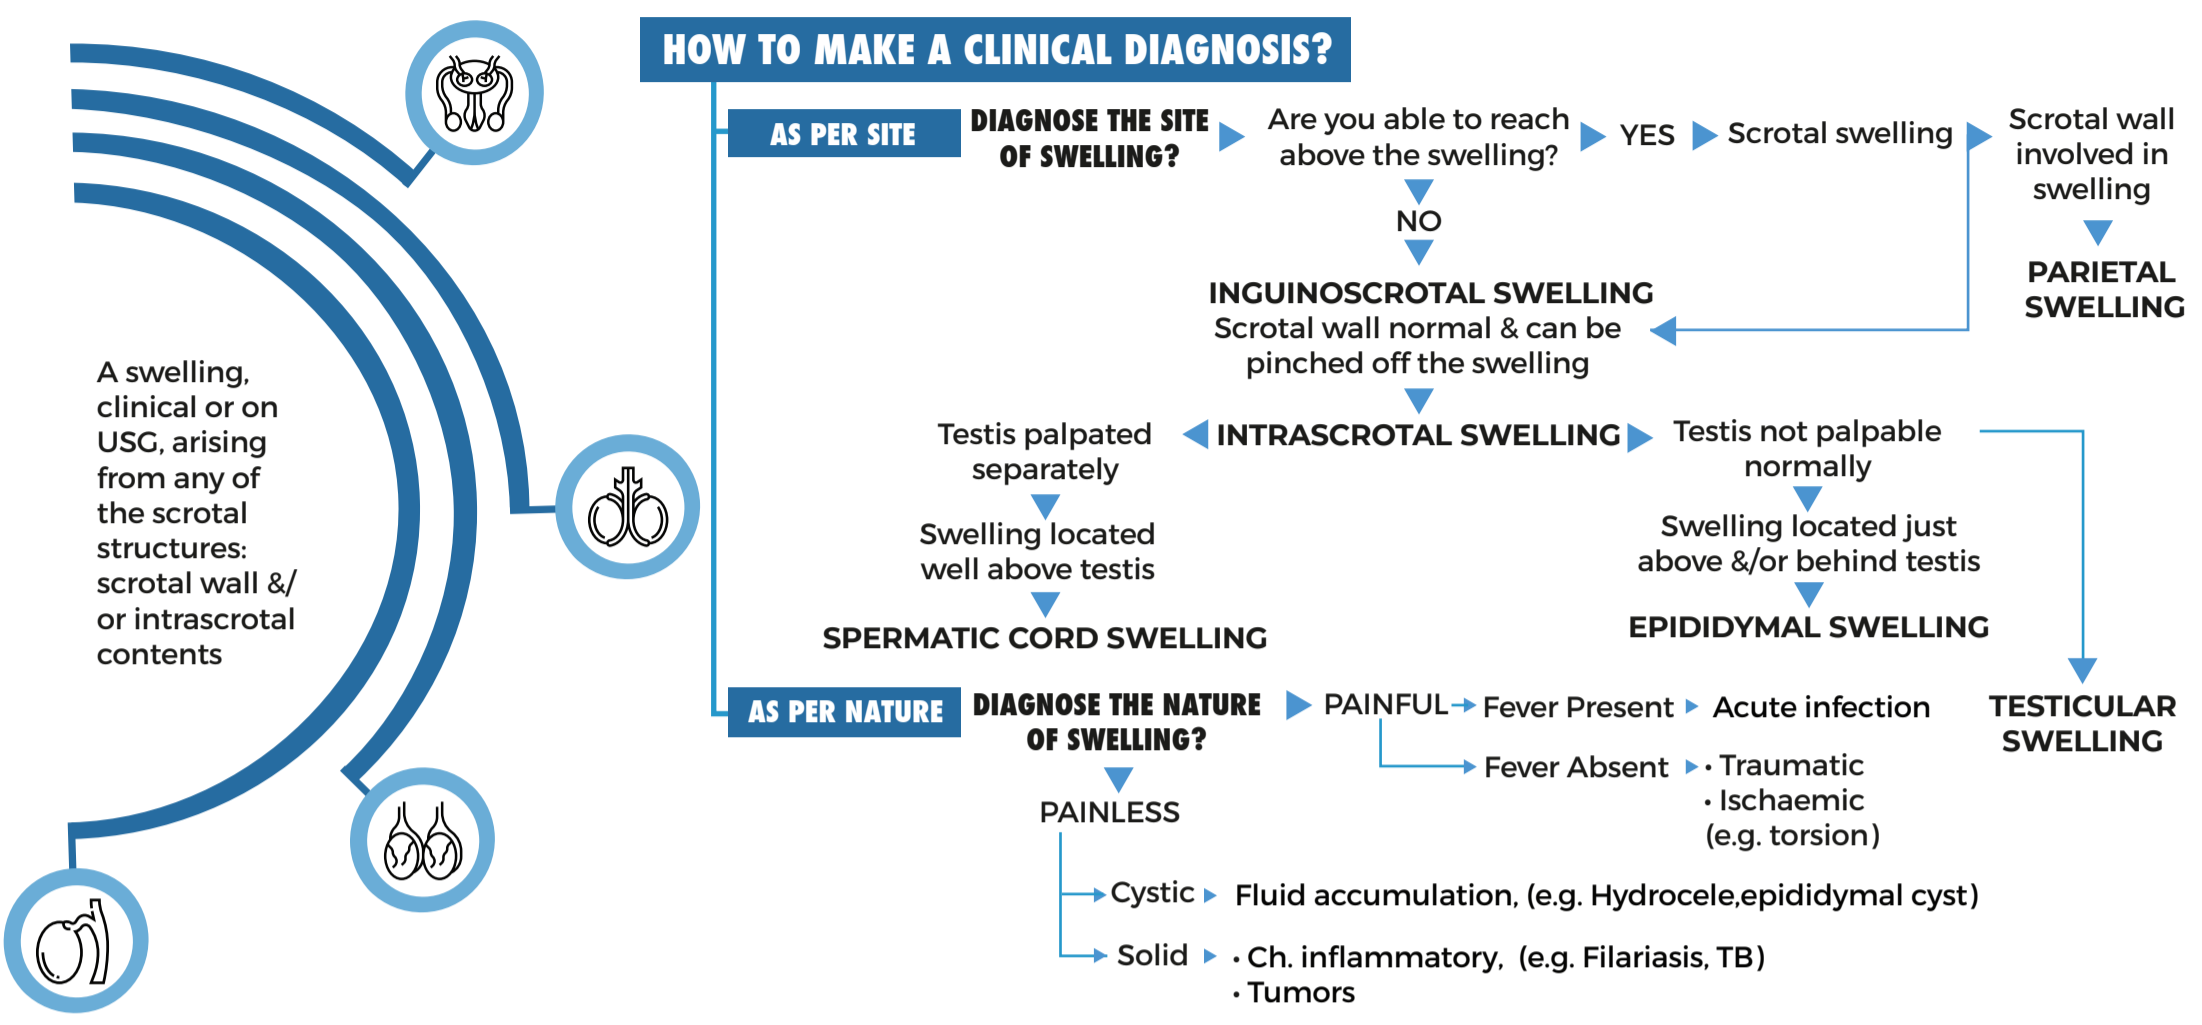 HOW TO MAKE A CLINICAL DIAGNOSIS?
AS PER SITE
DIAGNOSE THE SITE
OF SWELLING?
Are you able to reach
above the swelling?
YES
Scrotal swelling
Scrotal wall
involved in
swelling
PARIETAL
SWELLING
NO
INGUINOSCROTAL SWELLING
Scrotal wall normal & can be
pinched off the swelling
INTRASCROTAL SWELLING
Testis palpated
separately
Swelling located
well above testis
SPERMATIC CORD SWELLING
Testis not palpable
normally
Swelling located just
above &/or behind testis
EPIDIDYMAL SWELLING
TESTICULAR
SWELLING
A swelling,
clinical or on
USG, arising
from any of
the scrotal
structures:
scrotal wall &/
or intrascrotal
contents
AS PER NATURE
DIAGNOSE THE NATURE
OF SWELLING?
PAINFUL
Fever Present
Acute infection
Fever Absent
• Traumatic
• Ischaemic
(e.g. torsion)
PAINLESS
Cystic
Fluid accumulation, (e.g. Hydrocele,epididymal cyst)
Solid
• Ch. inflammatory, (e.g. Filariasis, TB)
• Tumors